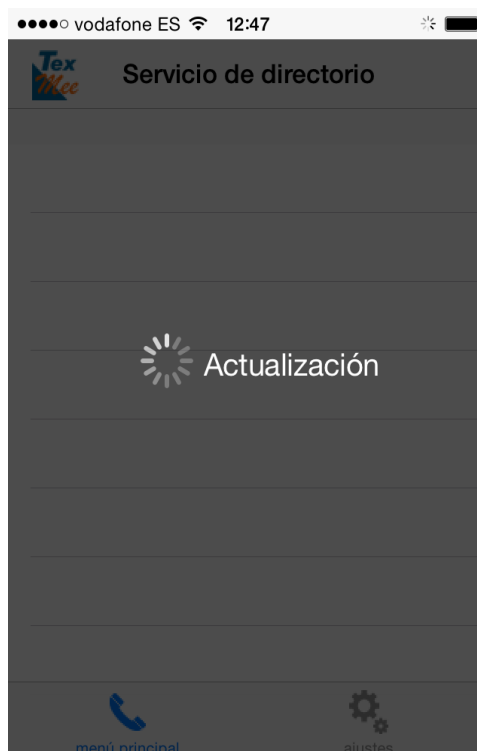 vodafone ES 12:47
Tex
Mee
Servicio de directorio
Actualización
menú principal ajustes